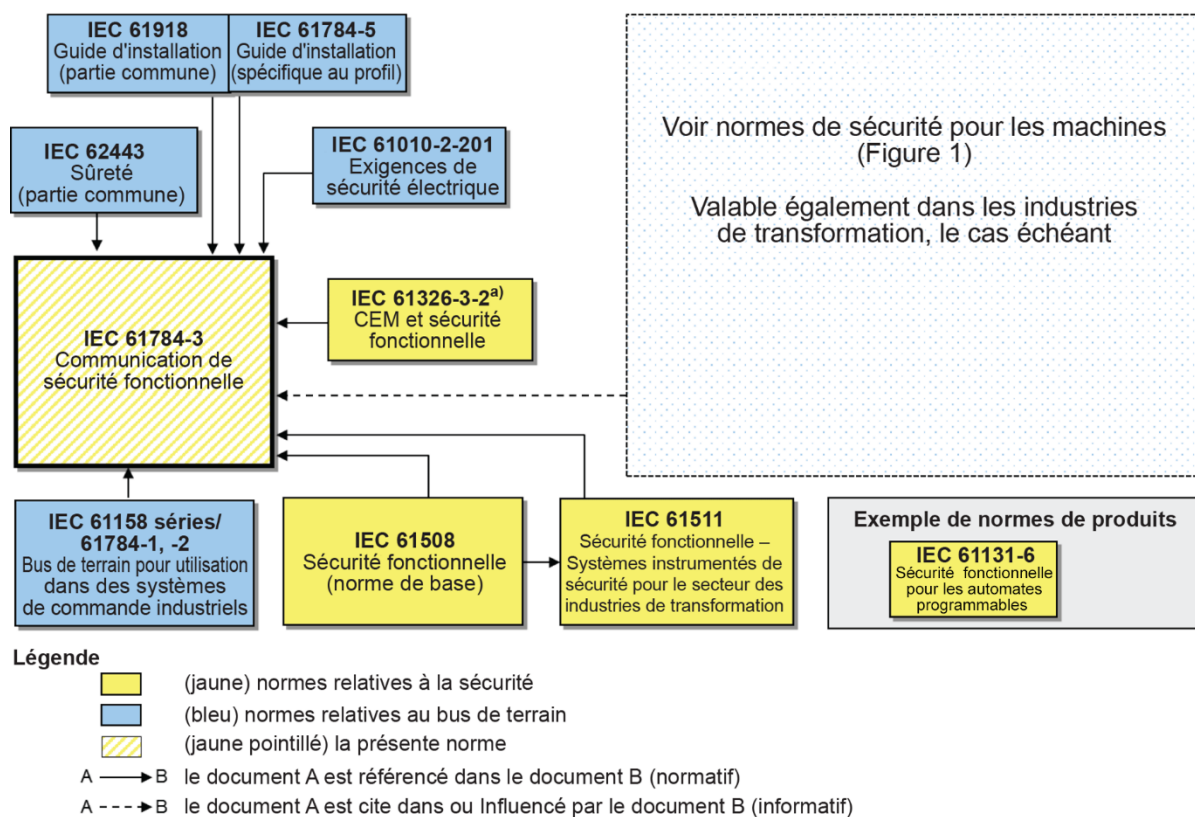 IEC 61918
Guide d'installation
(partie commune)
IEC 61784-5
Guide d'installation
(spécifique au profil)
IEC 62443
Sûreté
(partie commune)
IEC 61010-2-201
Exigences de
sécurité électrique
Voir normes de sécurité pour les machines
(Figure 1)
Valable également dans les industries
de transformation, le cas échéant
IEC 61784-3
Communication de
sécurité fonctionnelle
IEC 61326-3-2a)
CEM et sécurité
fonctionnelle
IEC 61158 séries/
61784-1, -2
Bus de terrain pour utilisation
dans des systèmes
de commande industriels
IEC 61508
Sécurité fonctionnelle
(norme de base)
IEC 61511
Sécurité fonctionnelle –
Systèmes instrumentés de
sécurité pour le secteur des
industries de transformation
Exemple de normes de produits
IEC 61131-6
Sécurité fonctionnelle
pour les automates
programmables
Légende
(jaune) normes relatives à la sécurité
(bleu) normes relatives au bus de terrain
(jaune pointillé) la présente norme
A B le document A est référencé dans le document B (normatif)
A B le document A est cite dans ou Influencé par le document B (informatif)